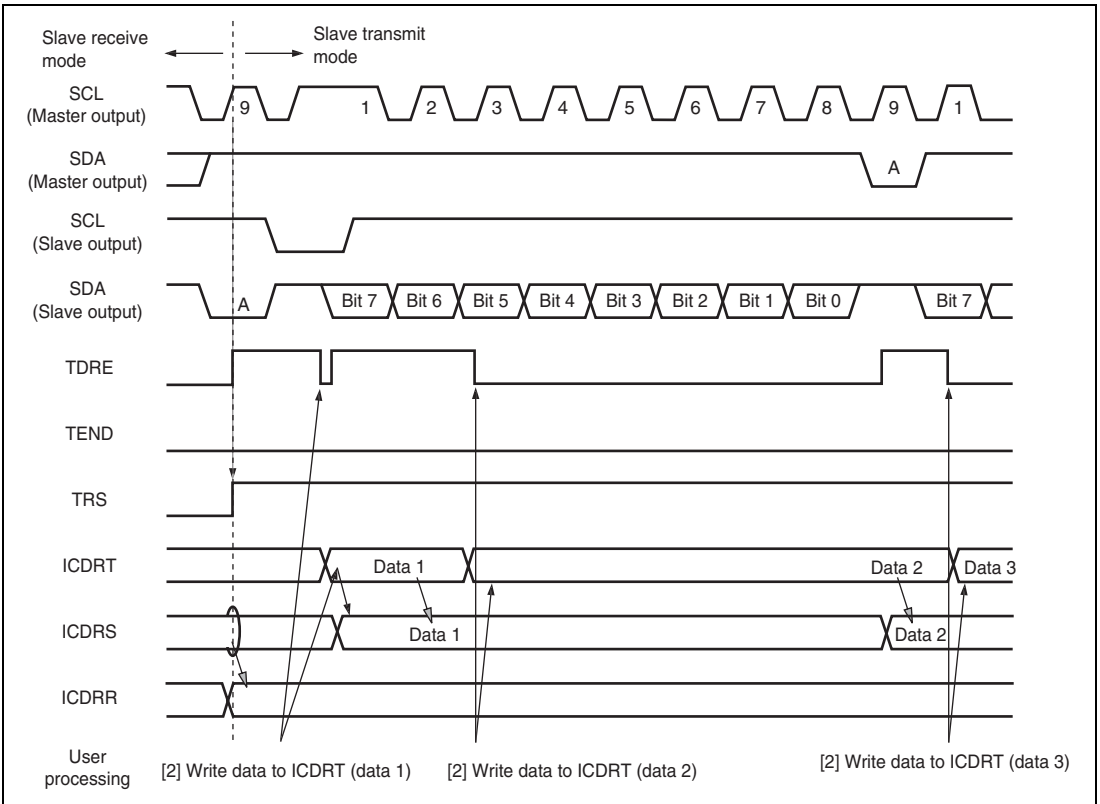 Slave receive
mode
Slave transmit
mode
SCL
(Master output)
9 1 2 3 4 5 6 7 8 9 1
SDA
(Master output)
A
SCL
(Slave output)
SDA
(Slave output)
A Bit 7 Bit 6 Bit 5 Bit 4 Bit 3 Bit 2 Bit 1 Bit 0 Bit 7
TDRE
TEND
TRS
ICDRT
Data 1 Data 2 Data 3
ICDRS
Data 1 Data 2
ICDRR
User
processing
[2] Write data to ICDRT (data 1) [2] Write data to ICDRT (data 2) [2] Write data to ICDRT (data 3)